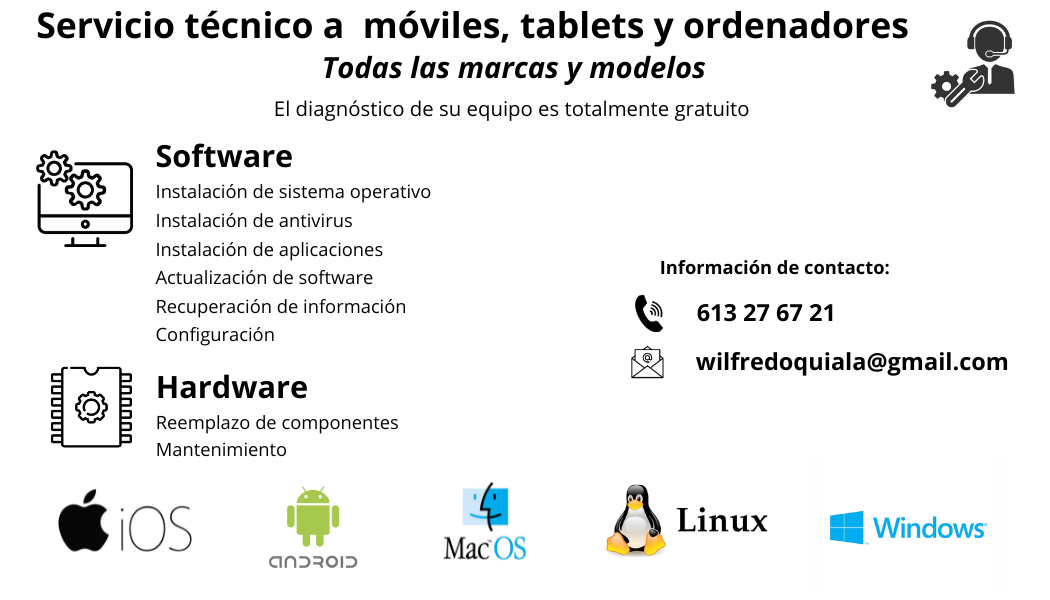 Servicio técnico a móviles, tablets y ordenadores
Todas las marcas y modelos
El diagnóstico de su equipo es totalmente gratuito
Software
Instalación de sistema operativo
Instalación de antivirus
Instalación de aplicaciones
Actualización de software
Recuperación de información
Configuración
Hardware
Reemplazo de componentes
Mantenimiento
Información de contacto:
613 27 67 21
@
wilfredoquiala@gmail.com
iOS
ANDROID
Mac™OS
Linux
Windows